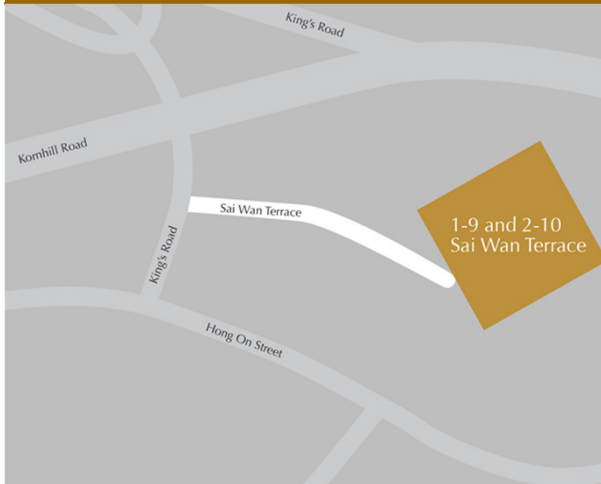 King's Road
Kornhill Road
Sai Wan Terrace
1-9 and 2-10
Sai Wan Terrace
King's Road
Hong On Street